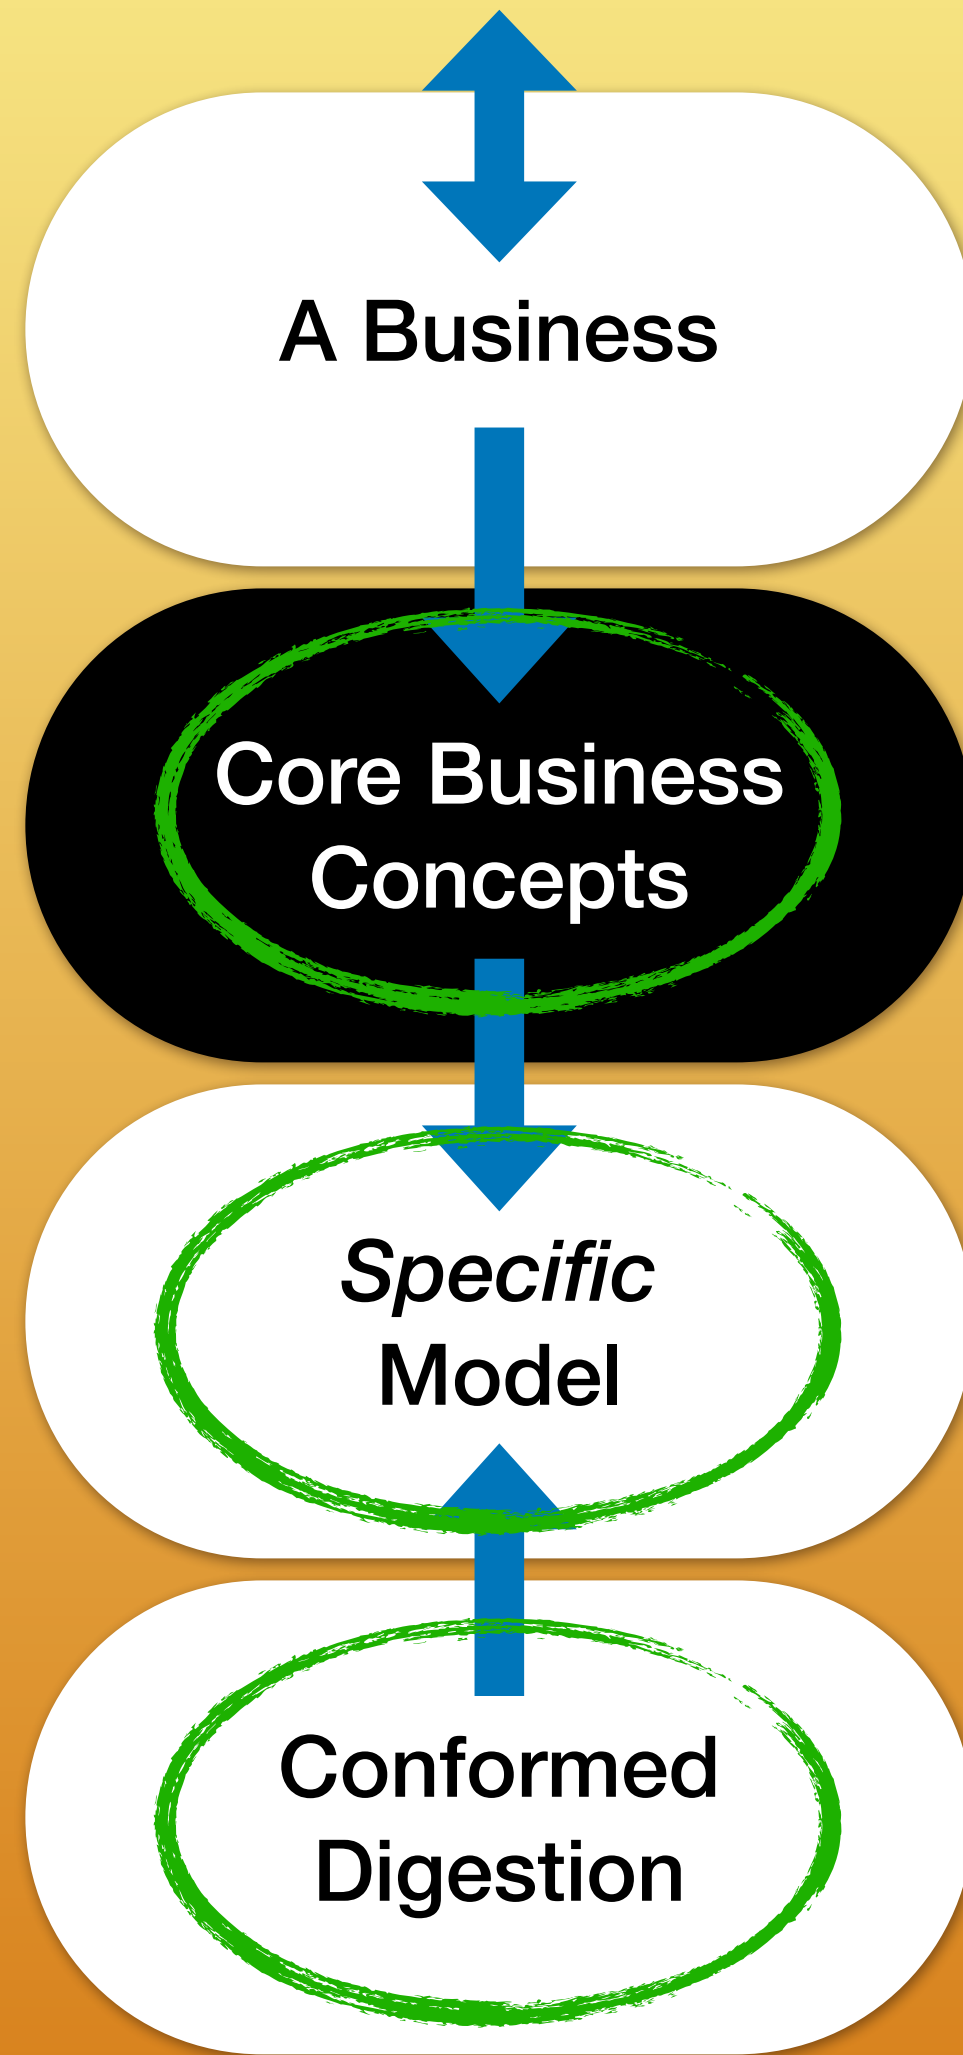 A Business
Core Business
Concepts
Specific
Model
Conformed
Digestion